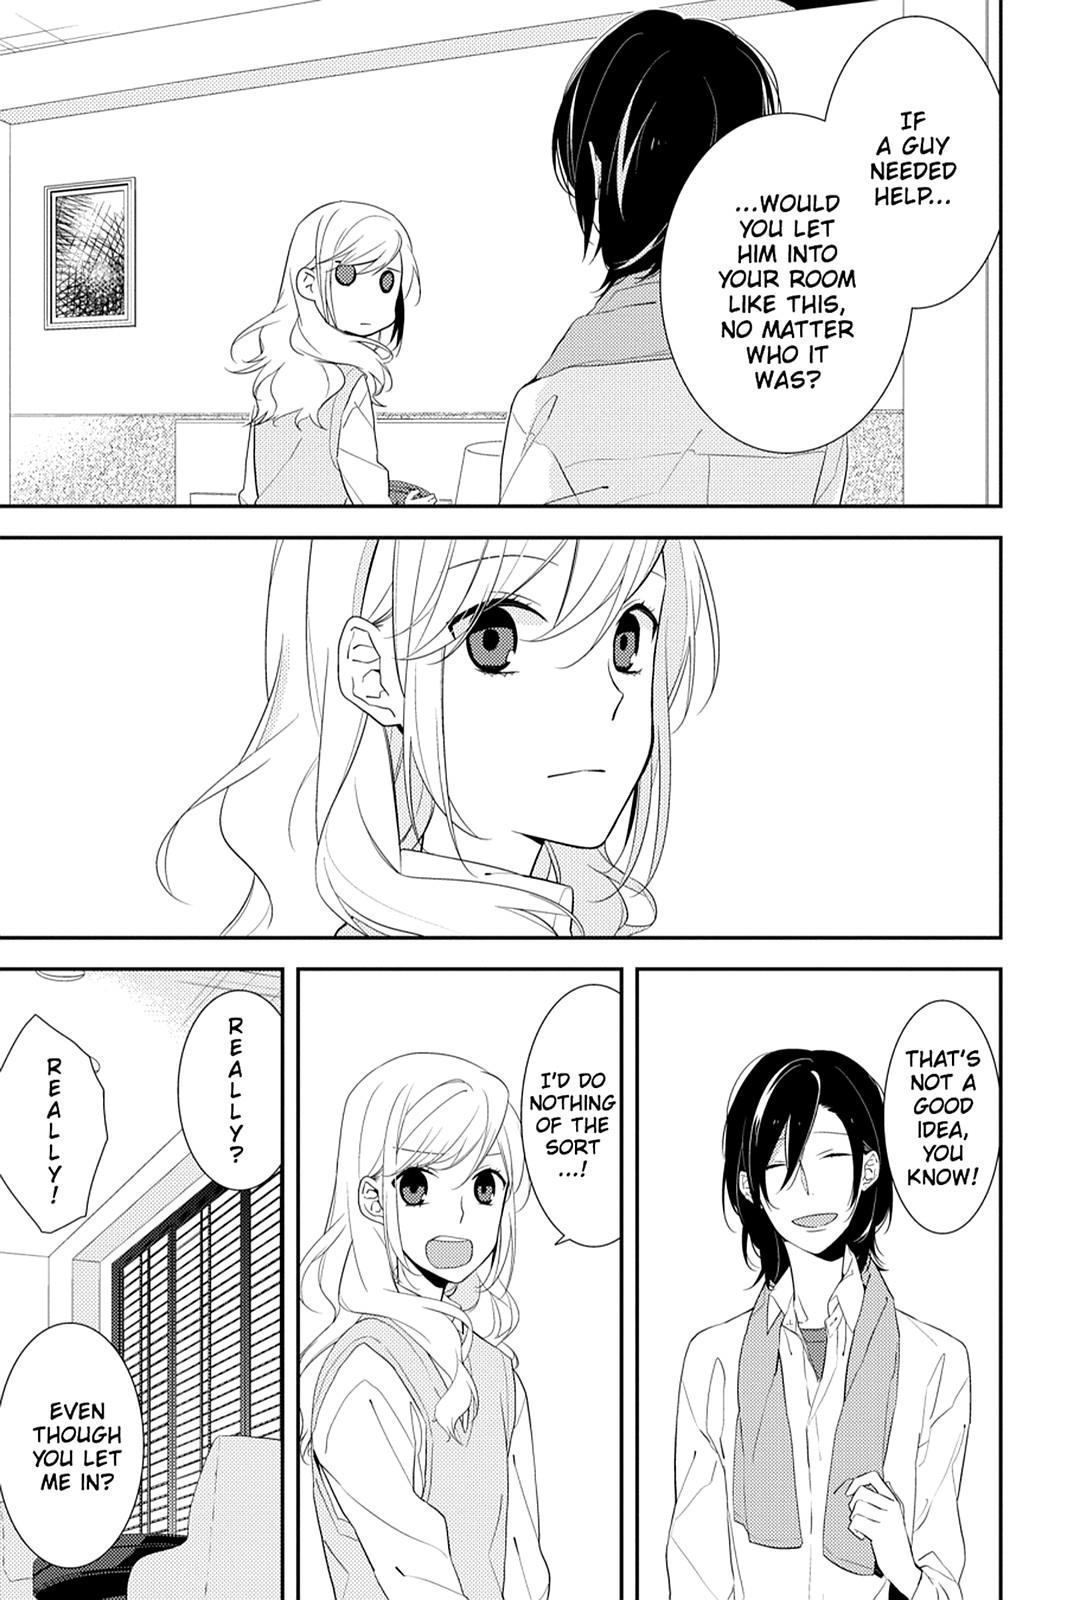 IF
A GUY
NEEDED
HELP...
...WOULD
YOU LET
HIM INTO
YOUR ROOM
LIKE THIS,
NO MATTER
WHO IT
WAS?
THAT'S
NOT A
GOOD
IDEA,
YOU
KNOW!
I'D DO
NOTHING
OF THE
SORT
...!
REALLY?
REALLY!
EVEN
THOUGH
YOU LET
ME IN?